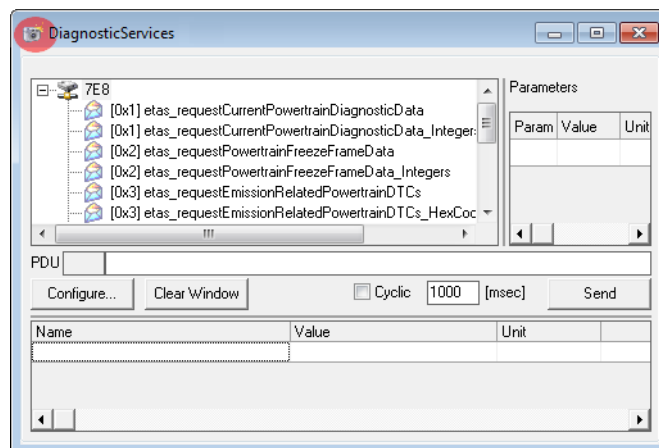 DiagnosticServices
7E8
[0x1] etas_requestCurrentPowertrainDiagnosticData
[0x1] etas_requestCurrentPowertrainDiagnosticData_Integer
[0x2] etas_requestPowertrainFreezeFrameData
[0x2] etas_requestPowertrainFreezeFrameData_Integers
[0x3] etas_requestEmissionRelatedPowertrainDTCs
[0x3] etas_requestEmissionRelatedPowertrainDTCs_HexCoc
Parameters
Param Value Unit
PDU
Configure... Clear Window Cyclic 1000 [msec] Send
Name Value Unit